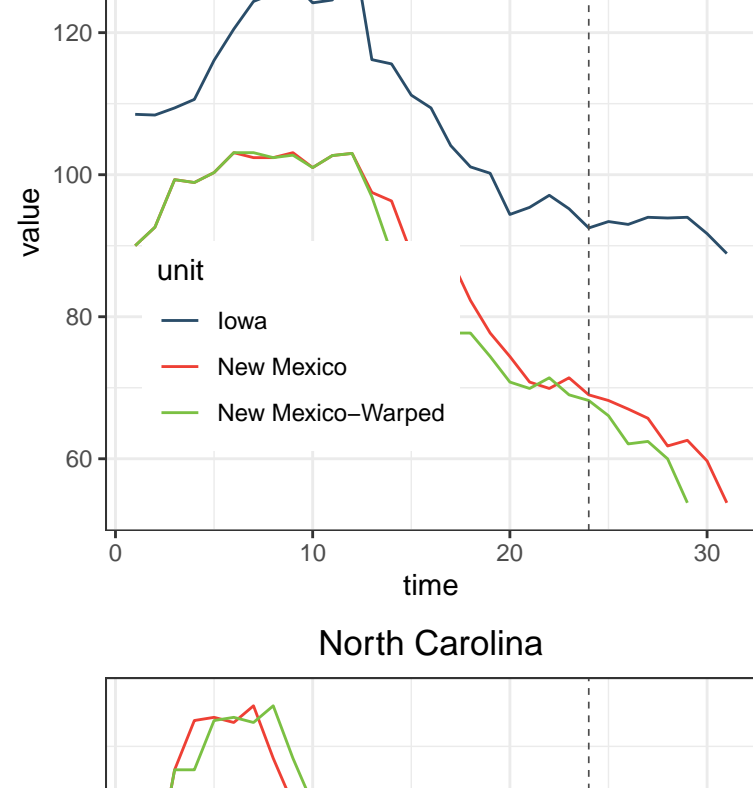 120
100
80
60
value
unit
Iowa
New Mexico
New Mexico−Warped
0 10 20 30
time
North Carolina